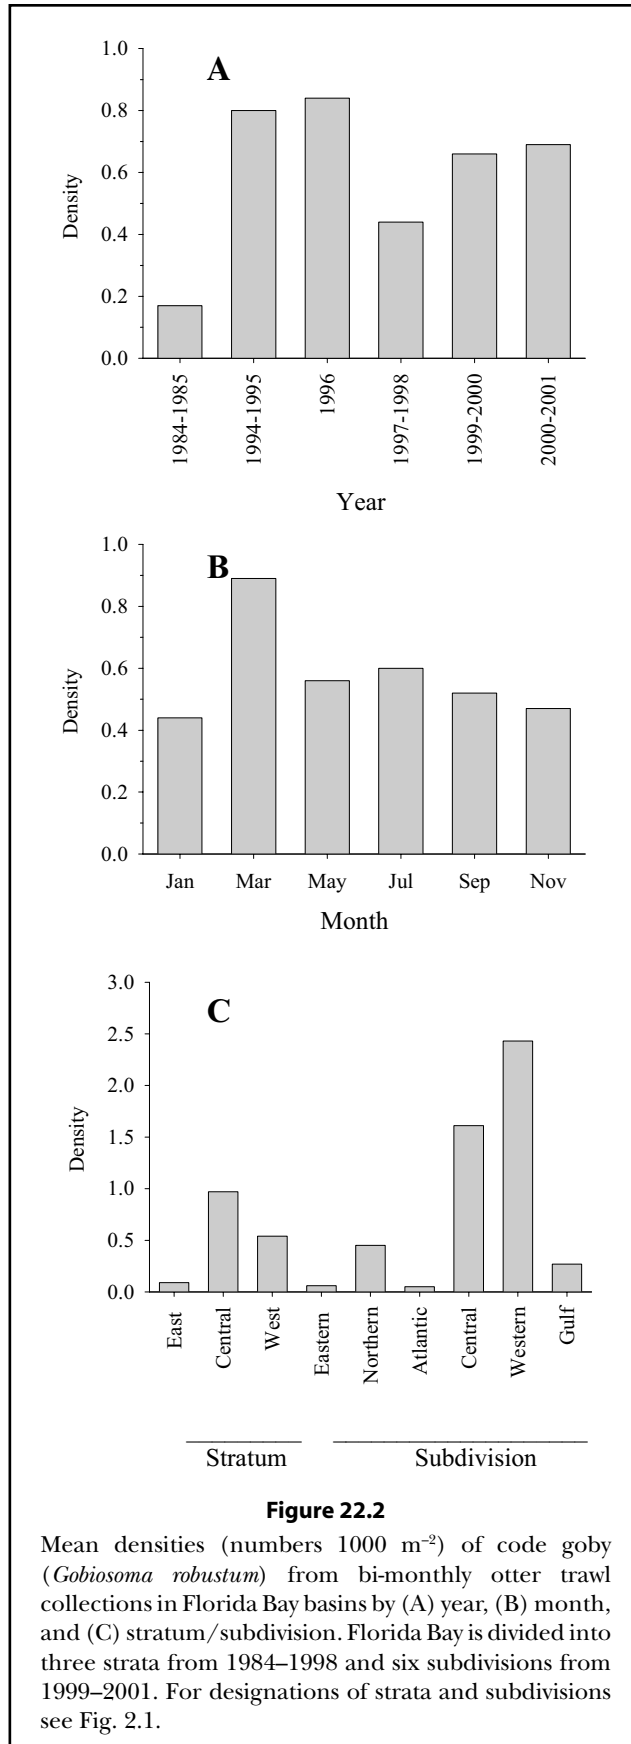 A
1.0
0.8
0.6
0.4
0.2
0.0
Density
1984-1985
1994-1995
1996
1997-1998
1999-2000
2000-2001
Year
B
1.0
0.8
0.6
0.4
0.2
0.0
Density
Jan Mar May Jul Sep Nov
Month
C
3.0
2.5
2.0
1.5
1.0
0.5
0.0
Density
East
Central
West
Eastern
Northern
Atlantic
Central
Western
Gulf
Stratum Subdivision
Figure 22.2
Mean densities (numbers 1000 m⁻²) of code goby
(Gobiosoma robustum) from bi-monthly otter trawl
collections in Florida Bay basins by (A) year, (B) month,
and (C) stratum/subdivision. Florida Bay is divided into
three strata from 1984–1998 and six subdivisions from
1999–2001. For designations of strata and subdivisions
see Fig. 2.1.